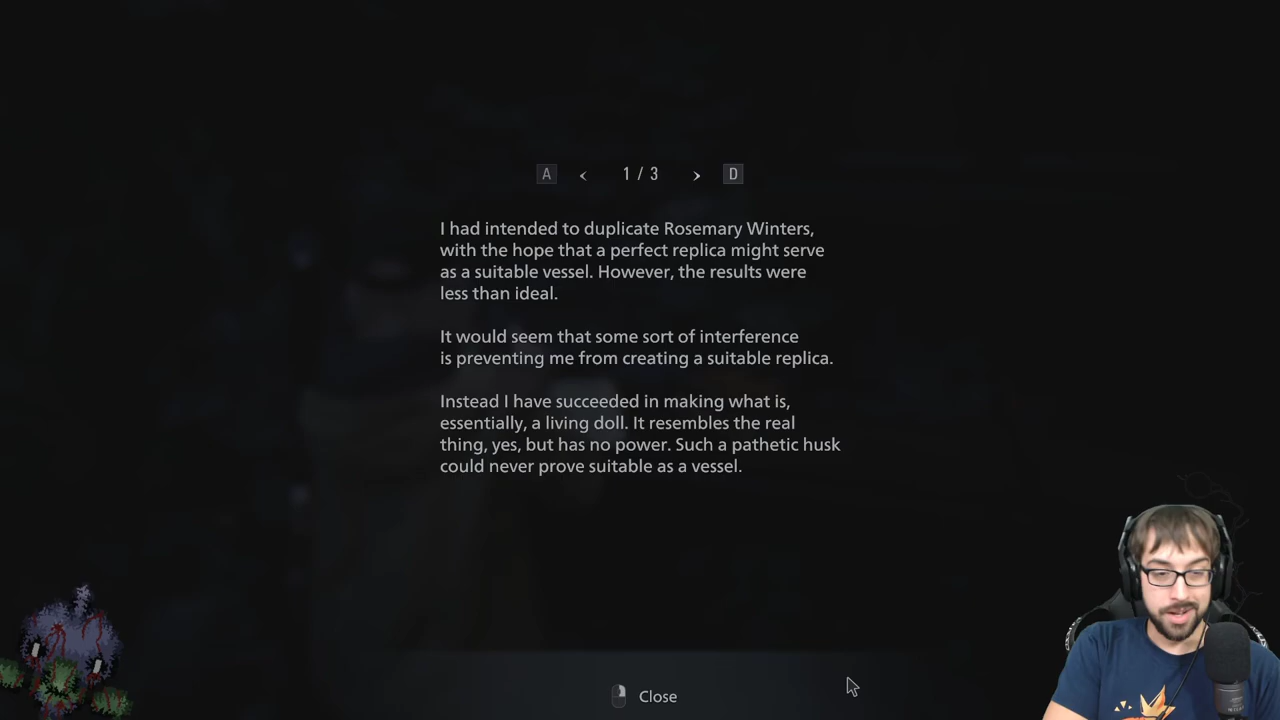 A < 1 / 3 > D
I had intended to duplicate Rosemary Winters,
with the hope that a perfect replica might serve
as a suitable vessel. However, the results were
less than ideal.
It would seem that some sort of interference
is preventing me from creating a suitable replica.
Instead I have succeeded in making what is,
essentially, a living doll. It resembles the real
thing, yes, but has no power. Such a pathetic husk
could never prove suitable as a vessel.
Close